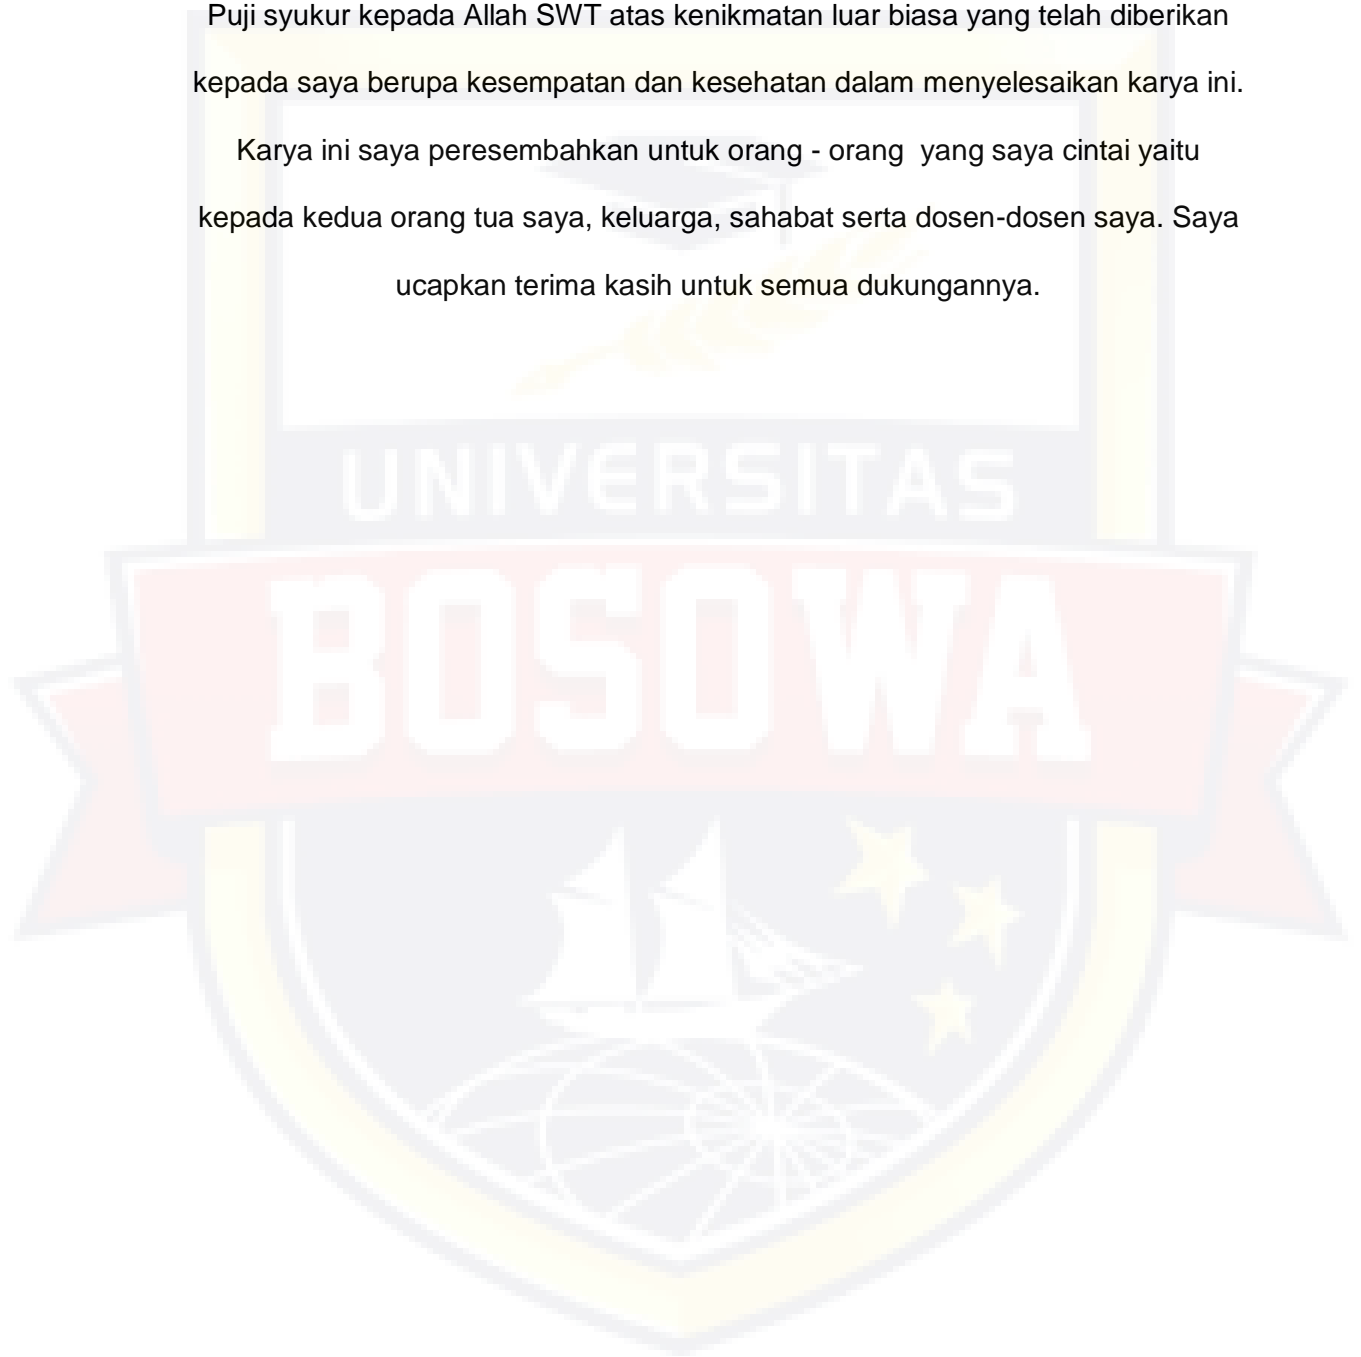 Puji syukur kepada Allah SWT atas kenikmatan luar biasa yang telah diberikan
kepada saya berupa kesempatan dan kesehatan dalam menyelesaikan karya ini.
Karya ini saya peresembahkan untuk orang - orang  yang saya cintai yaitu
kepada kedua orang tua saya, keluarga, sahabat serta dosen-dosen saya. Saya
ucapkan terima kasih untuk semua dukungannya.
UNIVERSITAS
BOSOWA